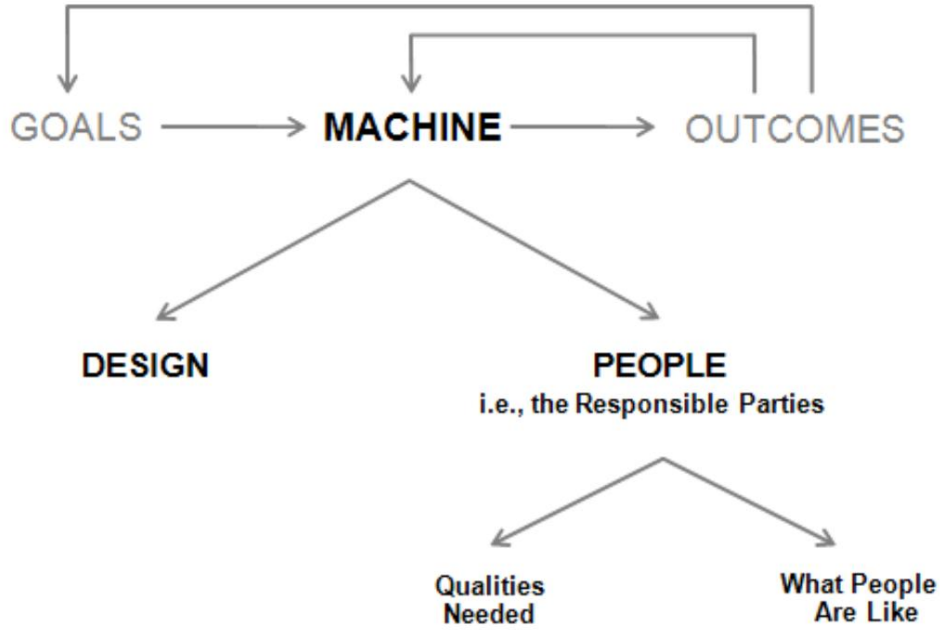 GOALS MACHINE OUTCOMES
DESIGN PEOPLE
i.e., the Responsible Parties
Qualities
Needed
What People
Are Like